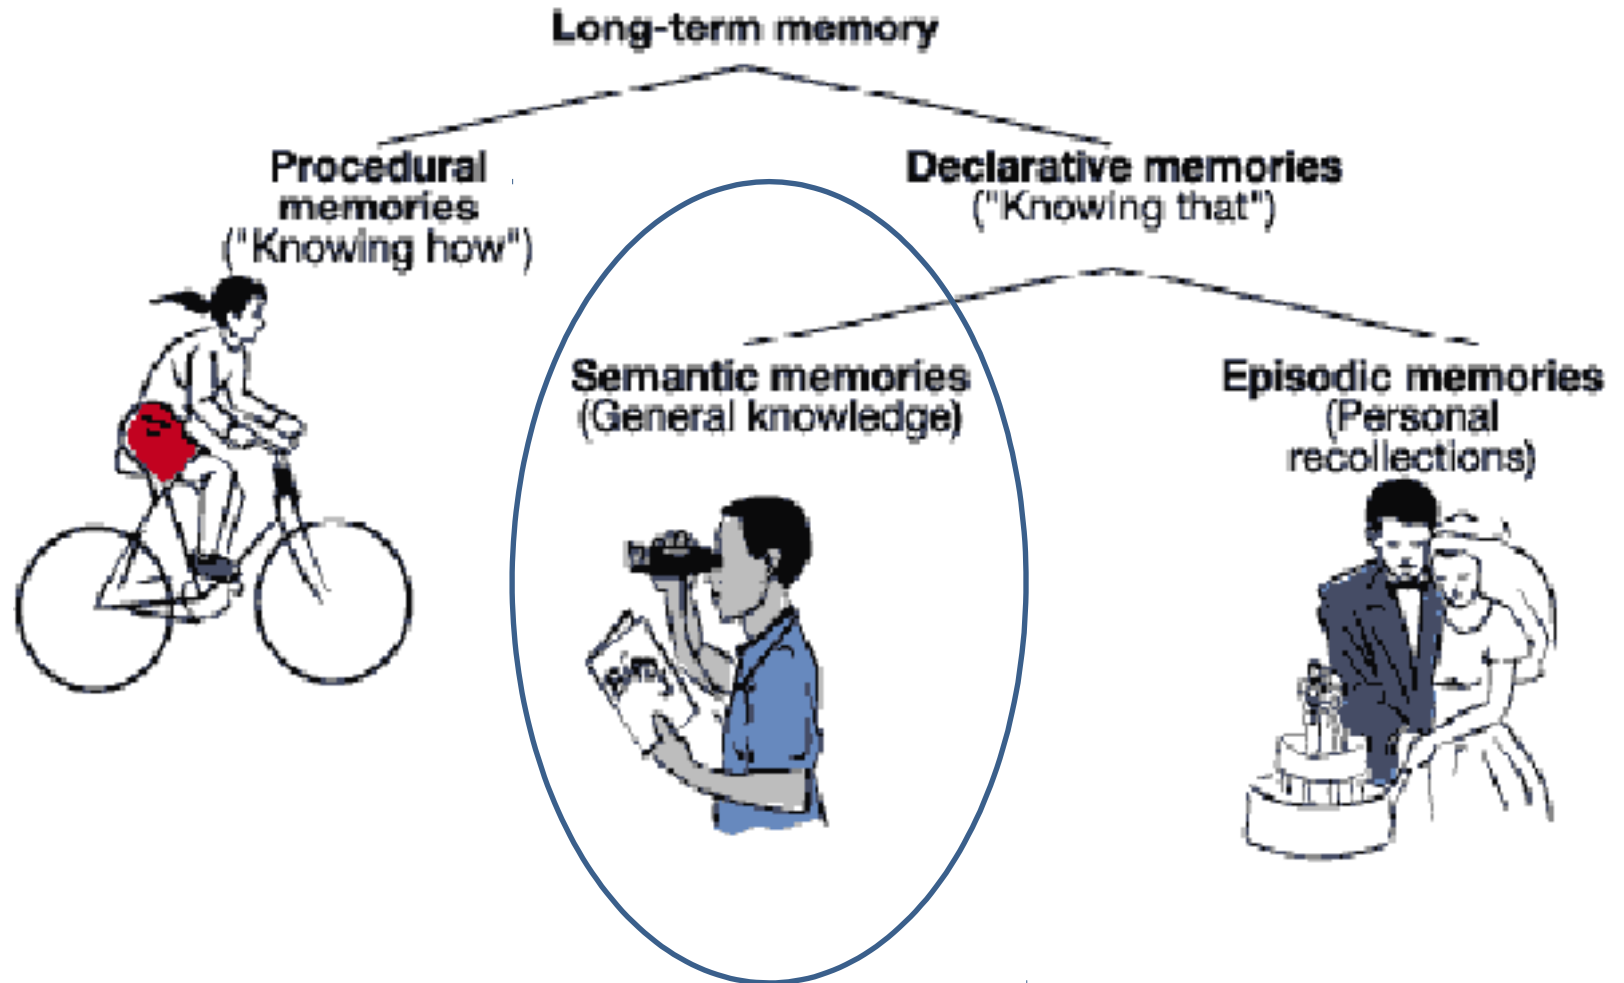 Long-term memory
Procedural
memories
("Knowing how")
Declarative memories
("Knowing that")
Semantic memories
(General knowledge)
Episodic memories
(Personal
recollections)